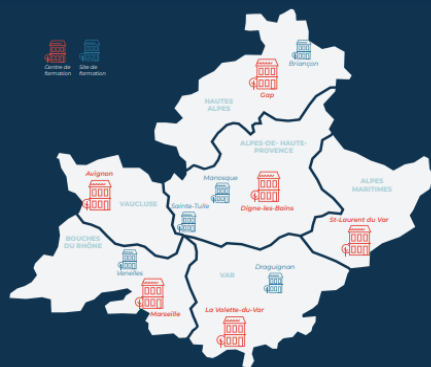 Centre de
formation
Site de
formation
Briançon
Gap
HAUTES
ALPES
ALPES-DE- HAUTE-
PROVENCE
Avignon
Manosque
ALPES
MARITIMES
VAUCLUSE
Sainte-Tulle
Digne-les-Bains
St-Laurent du Var
BOUCHES
DU RHÔNE
Venelles
VAR
Draguignon
Marseille
La Valette-du-Var